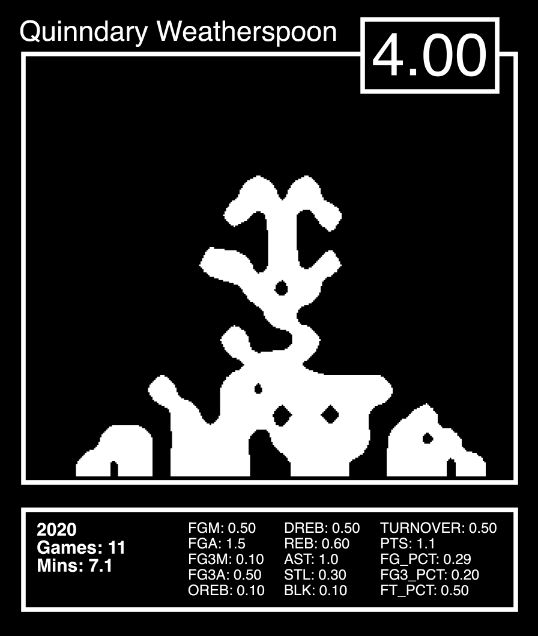 Quinndary Weatherspoon
4.00
2020
Games: 11
Mins: 7.1
FGM: 0.50
FGA: 1.5
FG3M: 0.10
FG3A: 0.50
OREB: 0.10
DREB: 0.50
REB: 0.60
AST: 1.0
STL: 0.30
BLK: 0.10
TURNOVER: 0.50
PTS: 1.1
FG_PCT: 0.29
FG3_PCT: 0.20
FT_PCT: 0.50